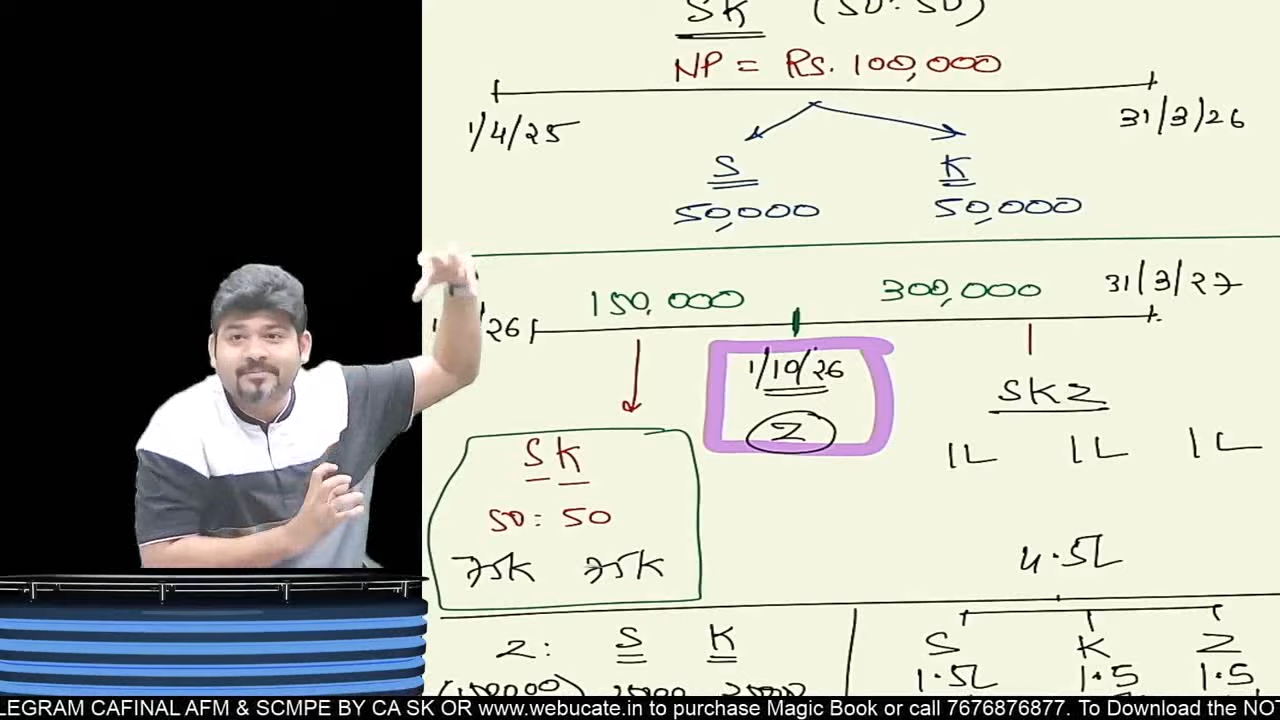 SK (50:50)
NP = Rs. 100,000
1/4/25
31/3/26
S K
50,000 50,000
150,000 300,000 31/3/27
/26
1/10/26
Z
SKZ
1L 1L 1L
SK
50:50
75K 75K
4.5L
Z: S K
S K Z
1.5L 1.5 1.5
LEGRAM CAFINAL AFM & SCMPE BY CA SK OR www.webucate.in to purchase Magic Book or call 7676876877. To Download the NO